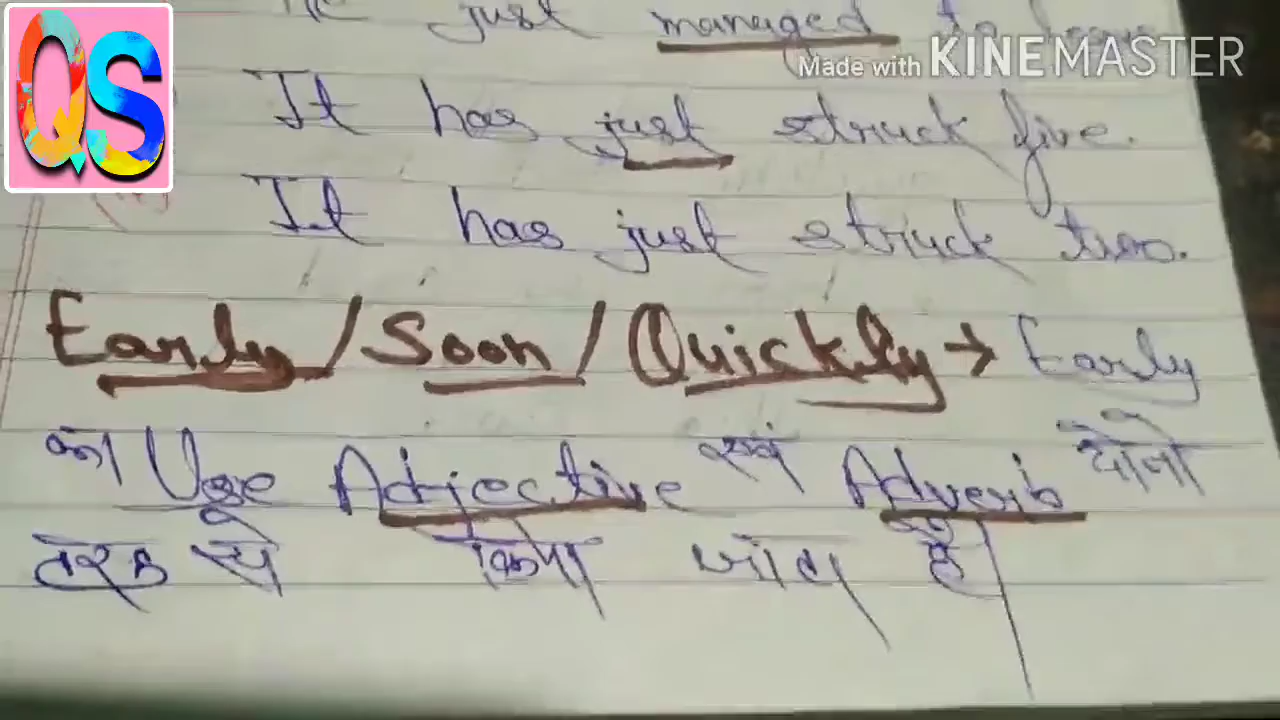 just managed to
Made with KINEMASTER
QS
It has just struck five.
It has just struck two.
Early/Soon/Quickly → Early
का Use Adjective एवं Adverb दोनो
तरह से किया जाता है।